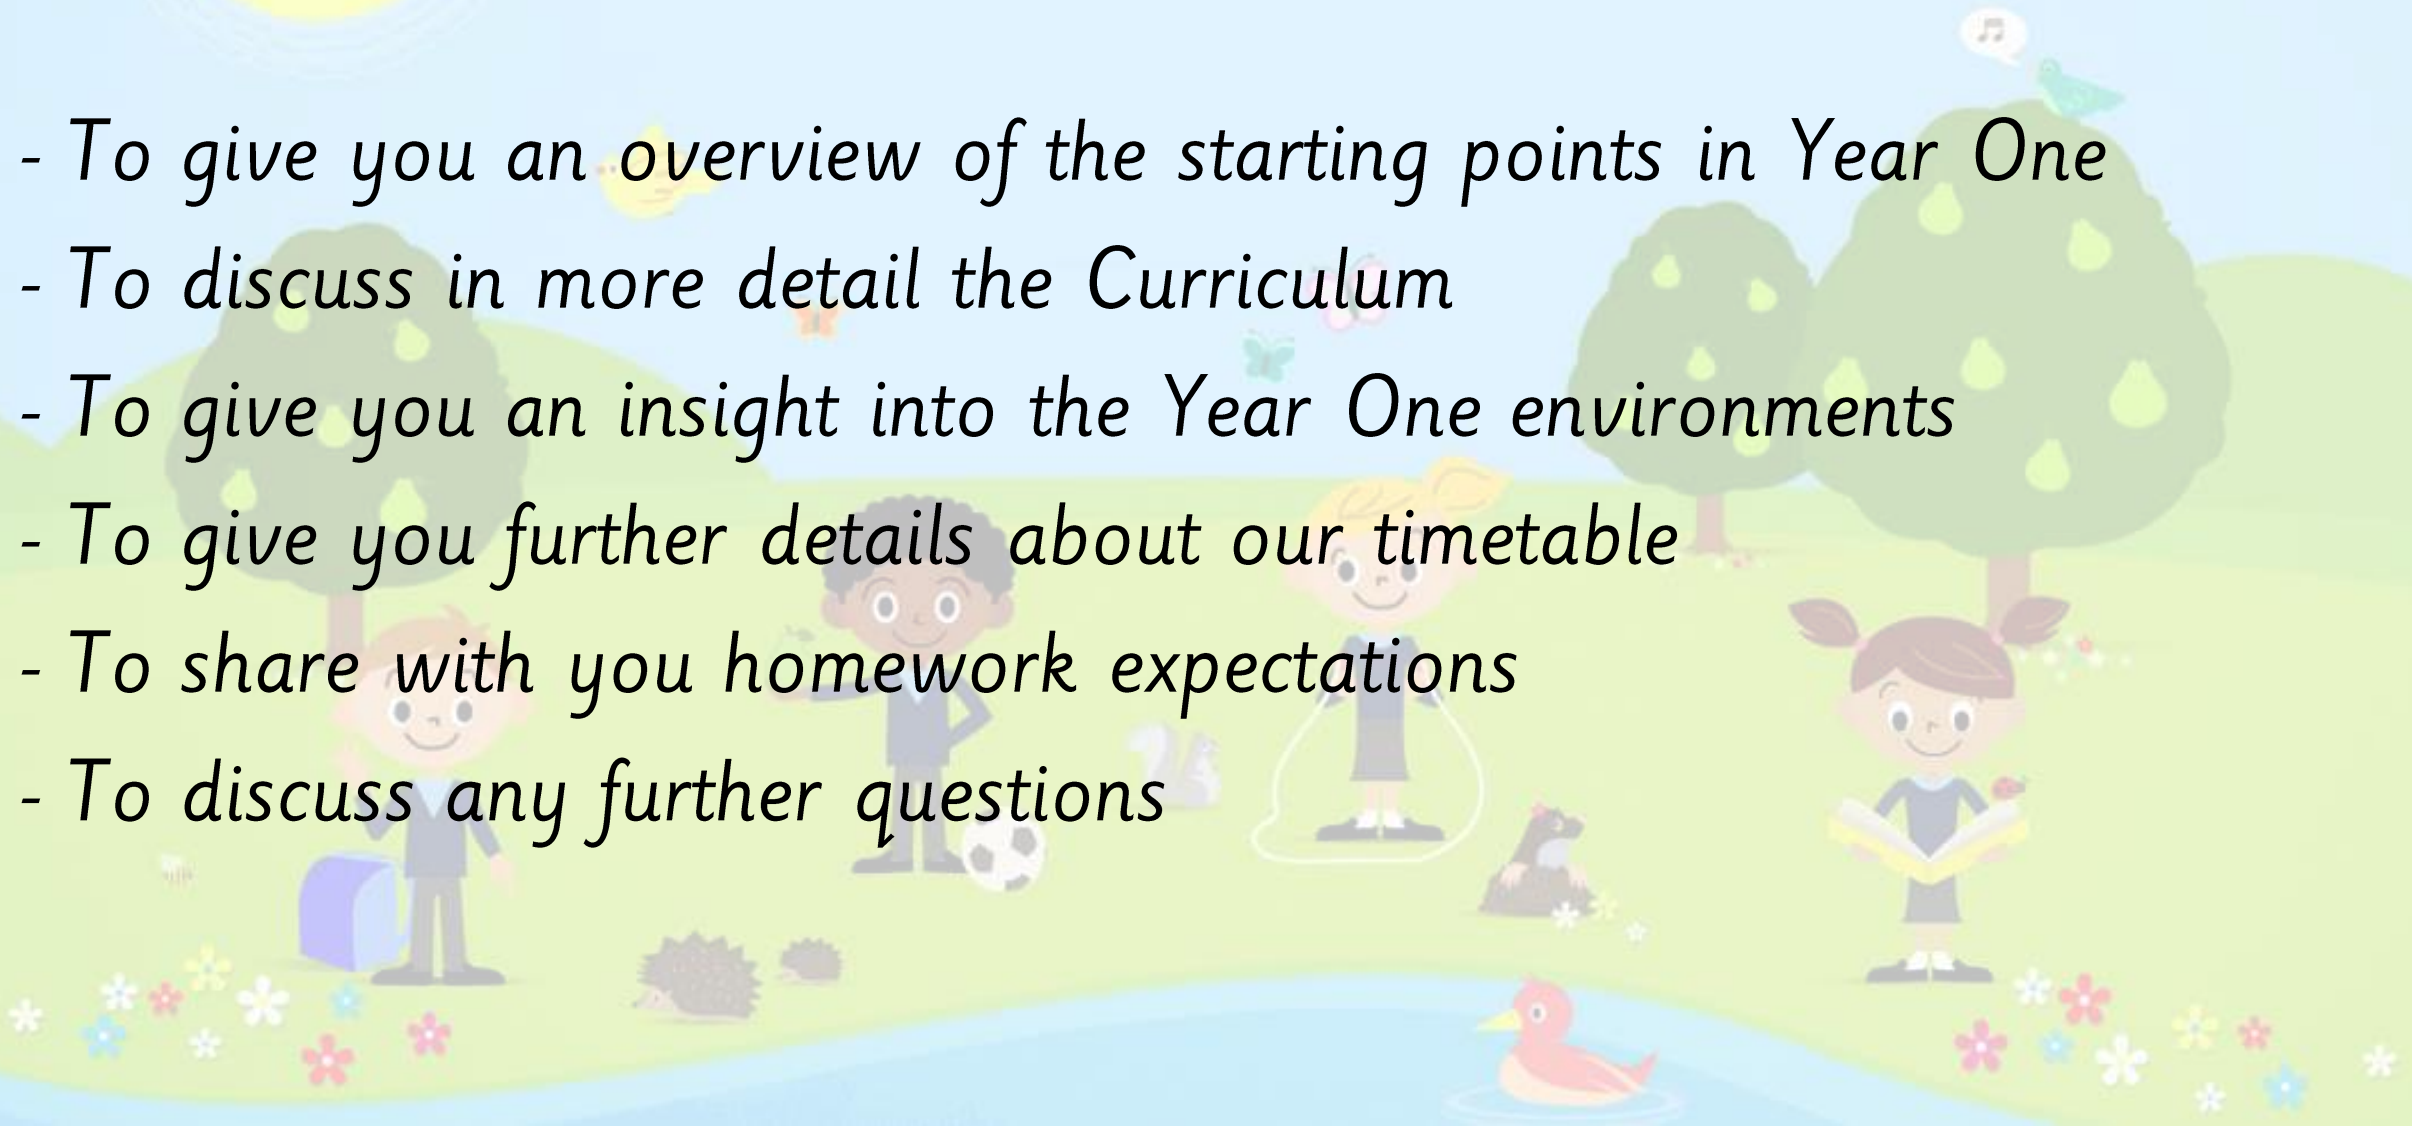 - To give you an overview of the starting points in Year One
- To discuss in more detail the Curriculum
- To give you an insight into the Year One environments
- To give you further details about our timetable
- To share with you homework expectations
- To discuss any further questions